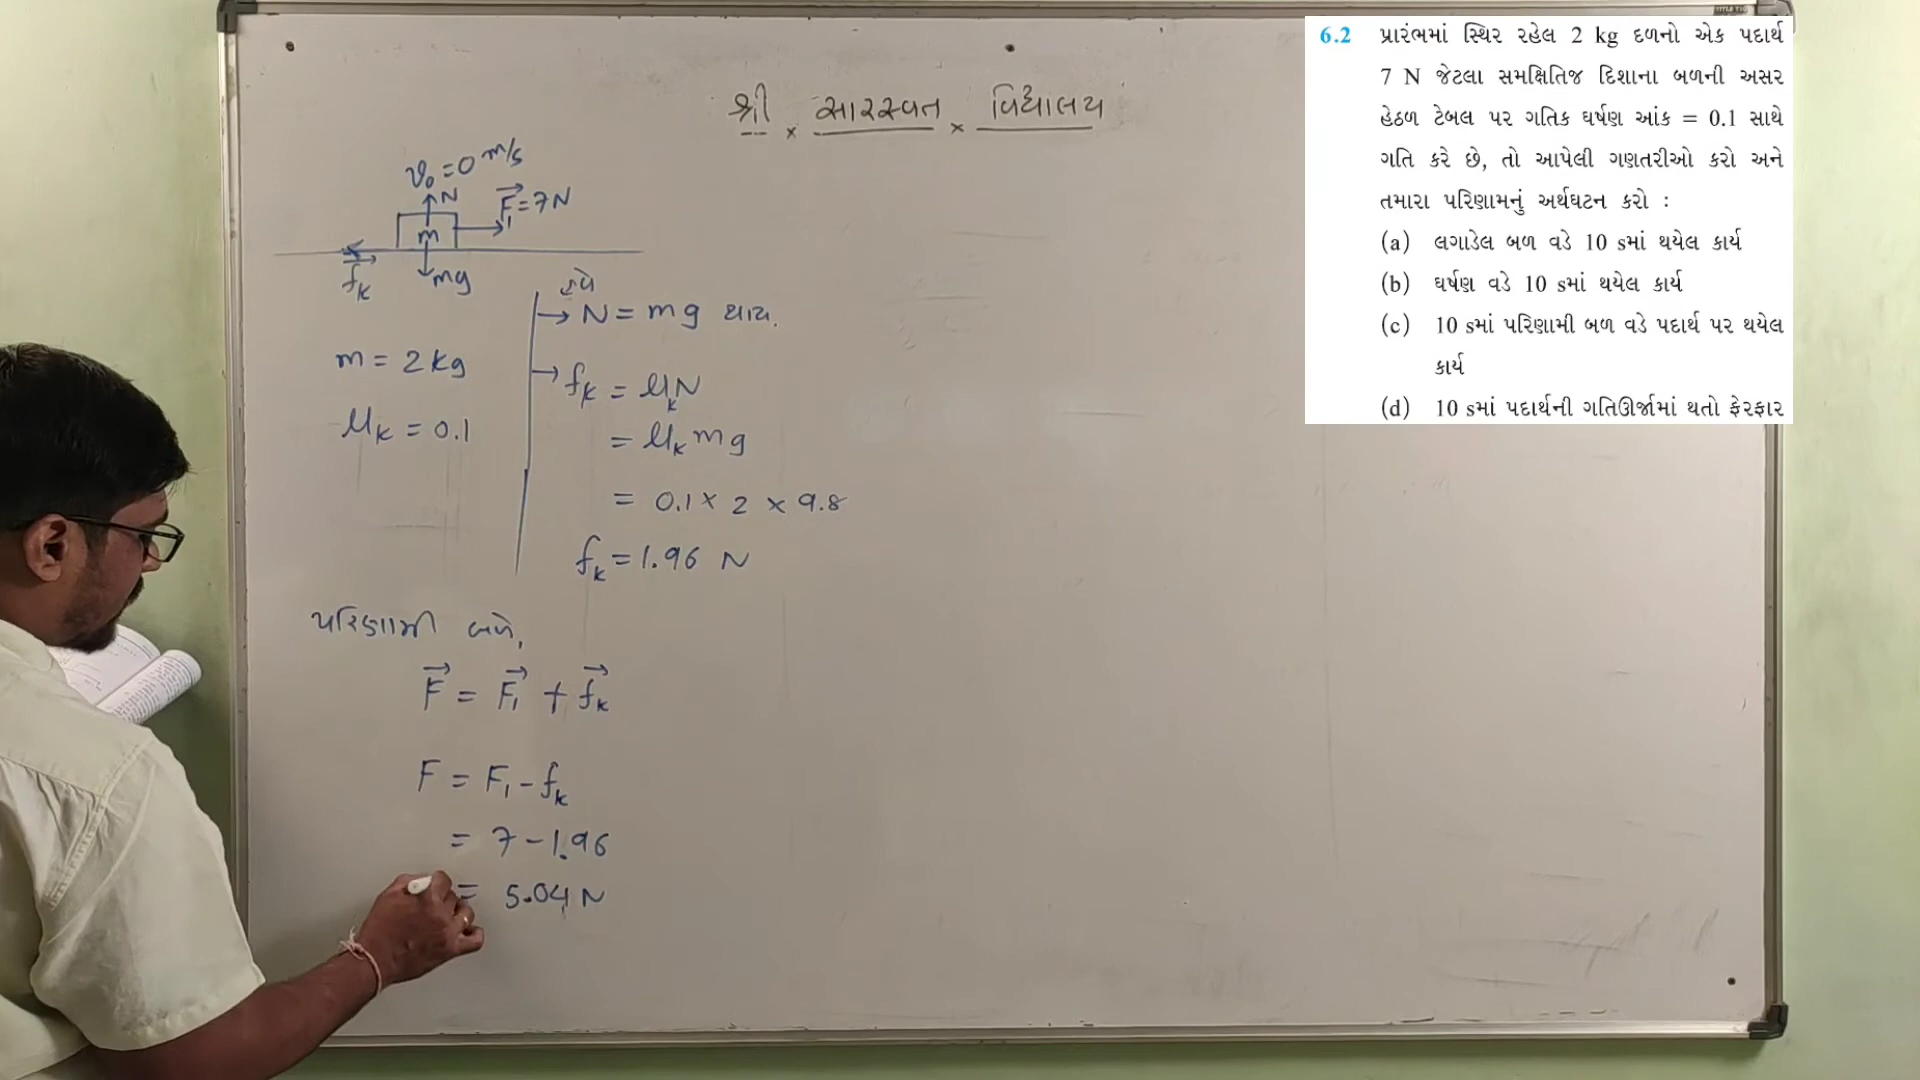 શ્રી × સારસ્વત × વિદ્યાલય
v₀ = 0 m/s
N
F⃗₁ = 7N
m
f⃗k
mg
m = 2 kg
μk = 0.1
હવે
→ N = mg થાય.
→ fk = μkN
= μk mg
= 0.1 × 2 × 9.8
fk = 1.96 N
પરિણામી બળ,
F⃗ = F⃗₁ + f⃗k
F = F₁ - fk
= 7 - 1.96
= 5.04 N
6.2 પ્રારંભમાં સ્થિર રહેલ 2 kg દળનો એક પદાર્થ
7 N જેટલા સમક્ષિતિજ દિશાના બળની અસર
હેઠળ ટેબલ પર ગતિક ઘર્ષણ આંક = 0.1 સાથે
ગતિ કરે છે, તો આપેલી ગણતરીઓ કરો અને
તમારા પરિણામનું અર્થઘટન કરો :
(a) લગાડેલ બળ વડે 10 sમાં થયેલ કાર્ય
(b) ઘર્ષણ વડે 10 sમાં થયેલ કાર્ય
(c) 10 sમાં પરિણામી બળ વડે પદાર્થ પર થયેલ
કાર્ય
(d) 10 sમાં પદાર્થની ગતિઊર્જામાં થતો ફેરફાર